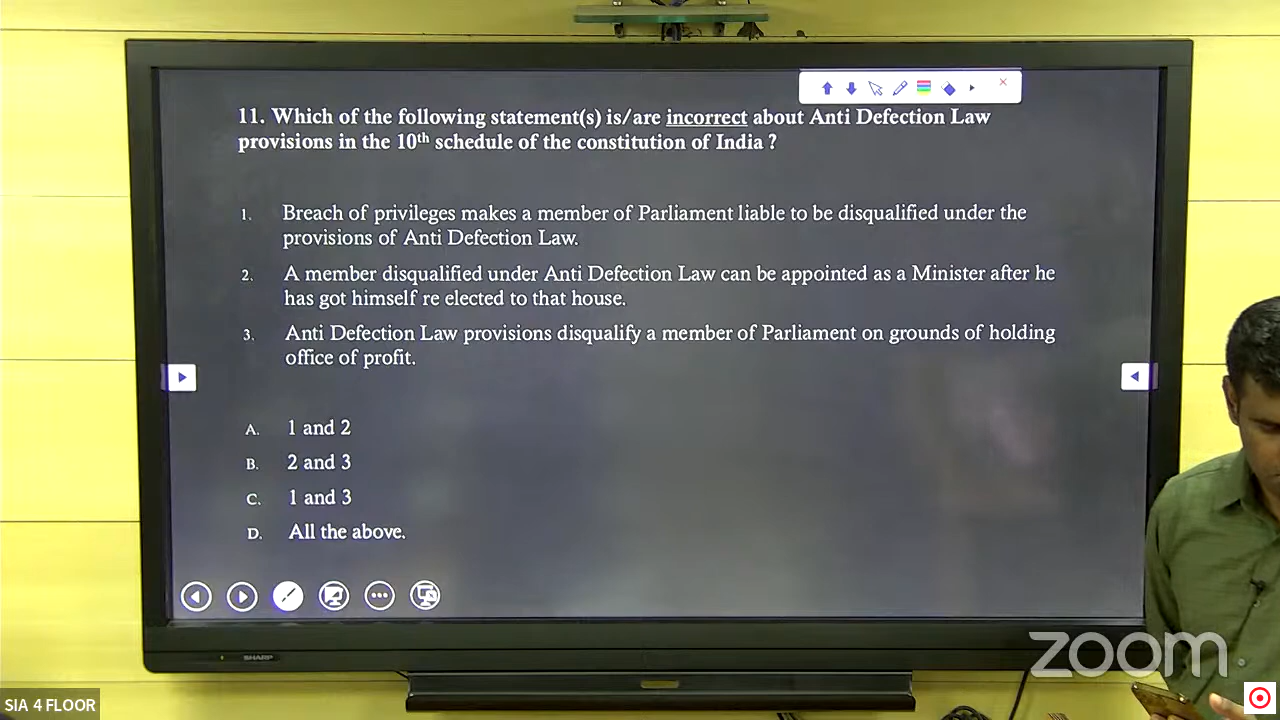 11. Which of the following statement(s) is/are incorrect about Anti Defection Law
provisions in the 10th schedule of the constitution of India ?
1. Breach of privileges makes a member of Parliament liable to be disqualified under the
provisions of Anti Defection Law.
2. A member disqualified under Anti Defection Law can be appointed as a Minister after he
has got himself re elected to that house.
3. Anti Defection Law provisions disqualify a member of Parliament on grounds of holding
office of profit.
A. 1 and 2
B. 2 and 3
C. 1 and 3
D. All the above.
SHARP
zoom
SIA 4 FLOOR